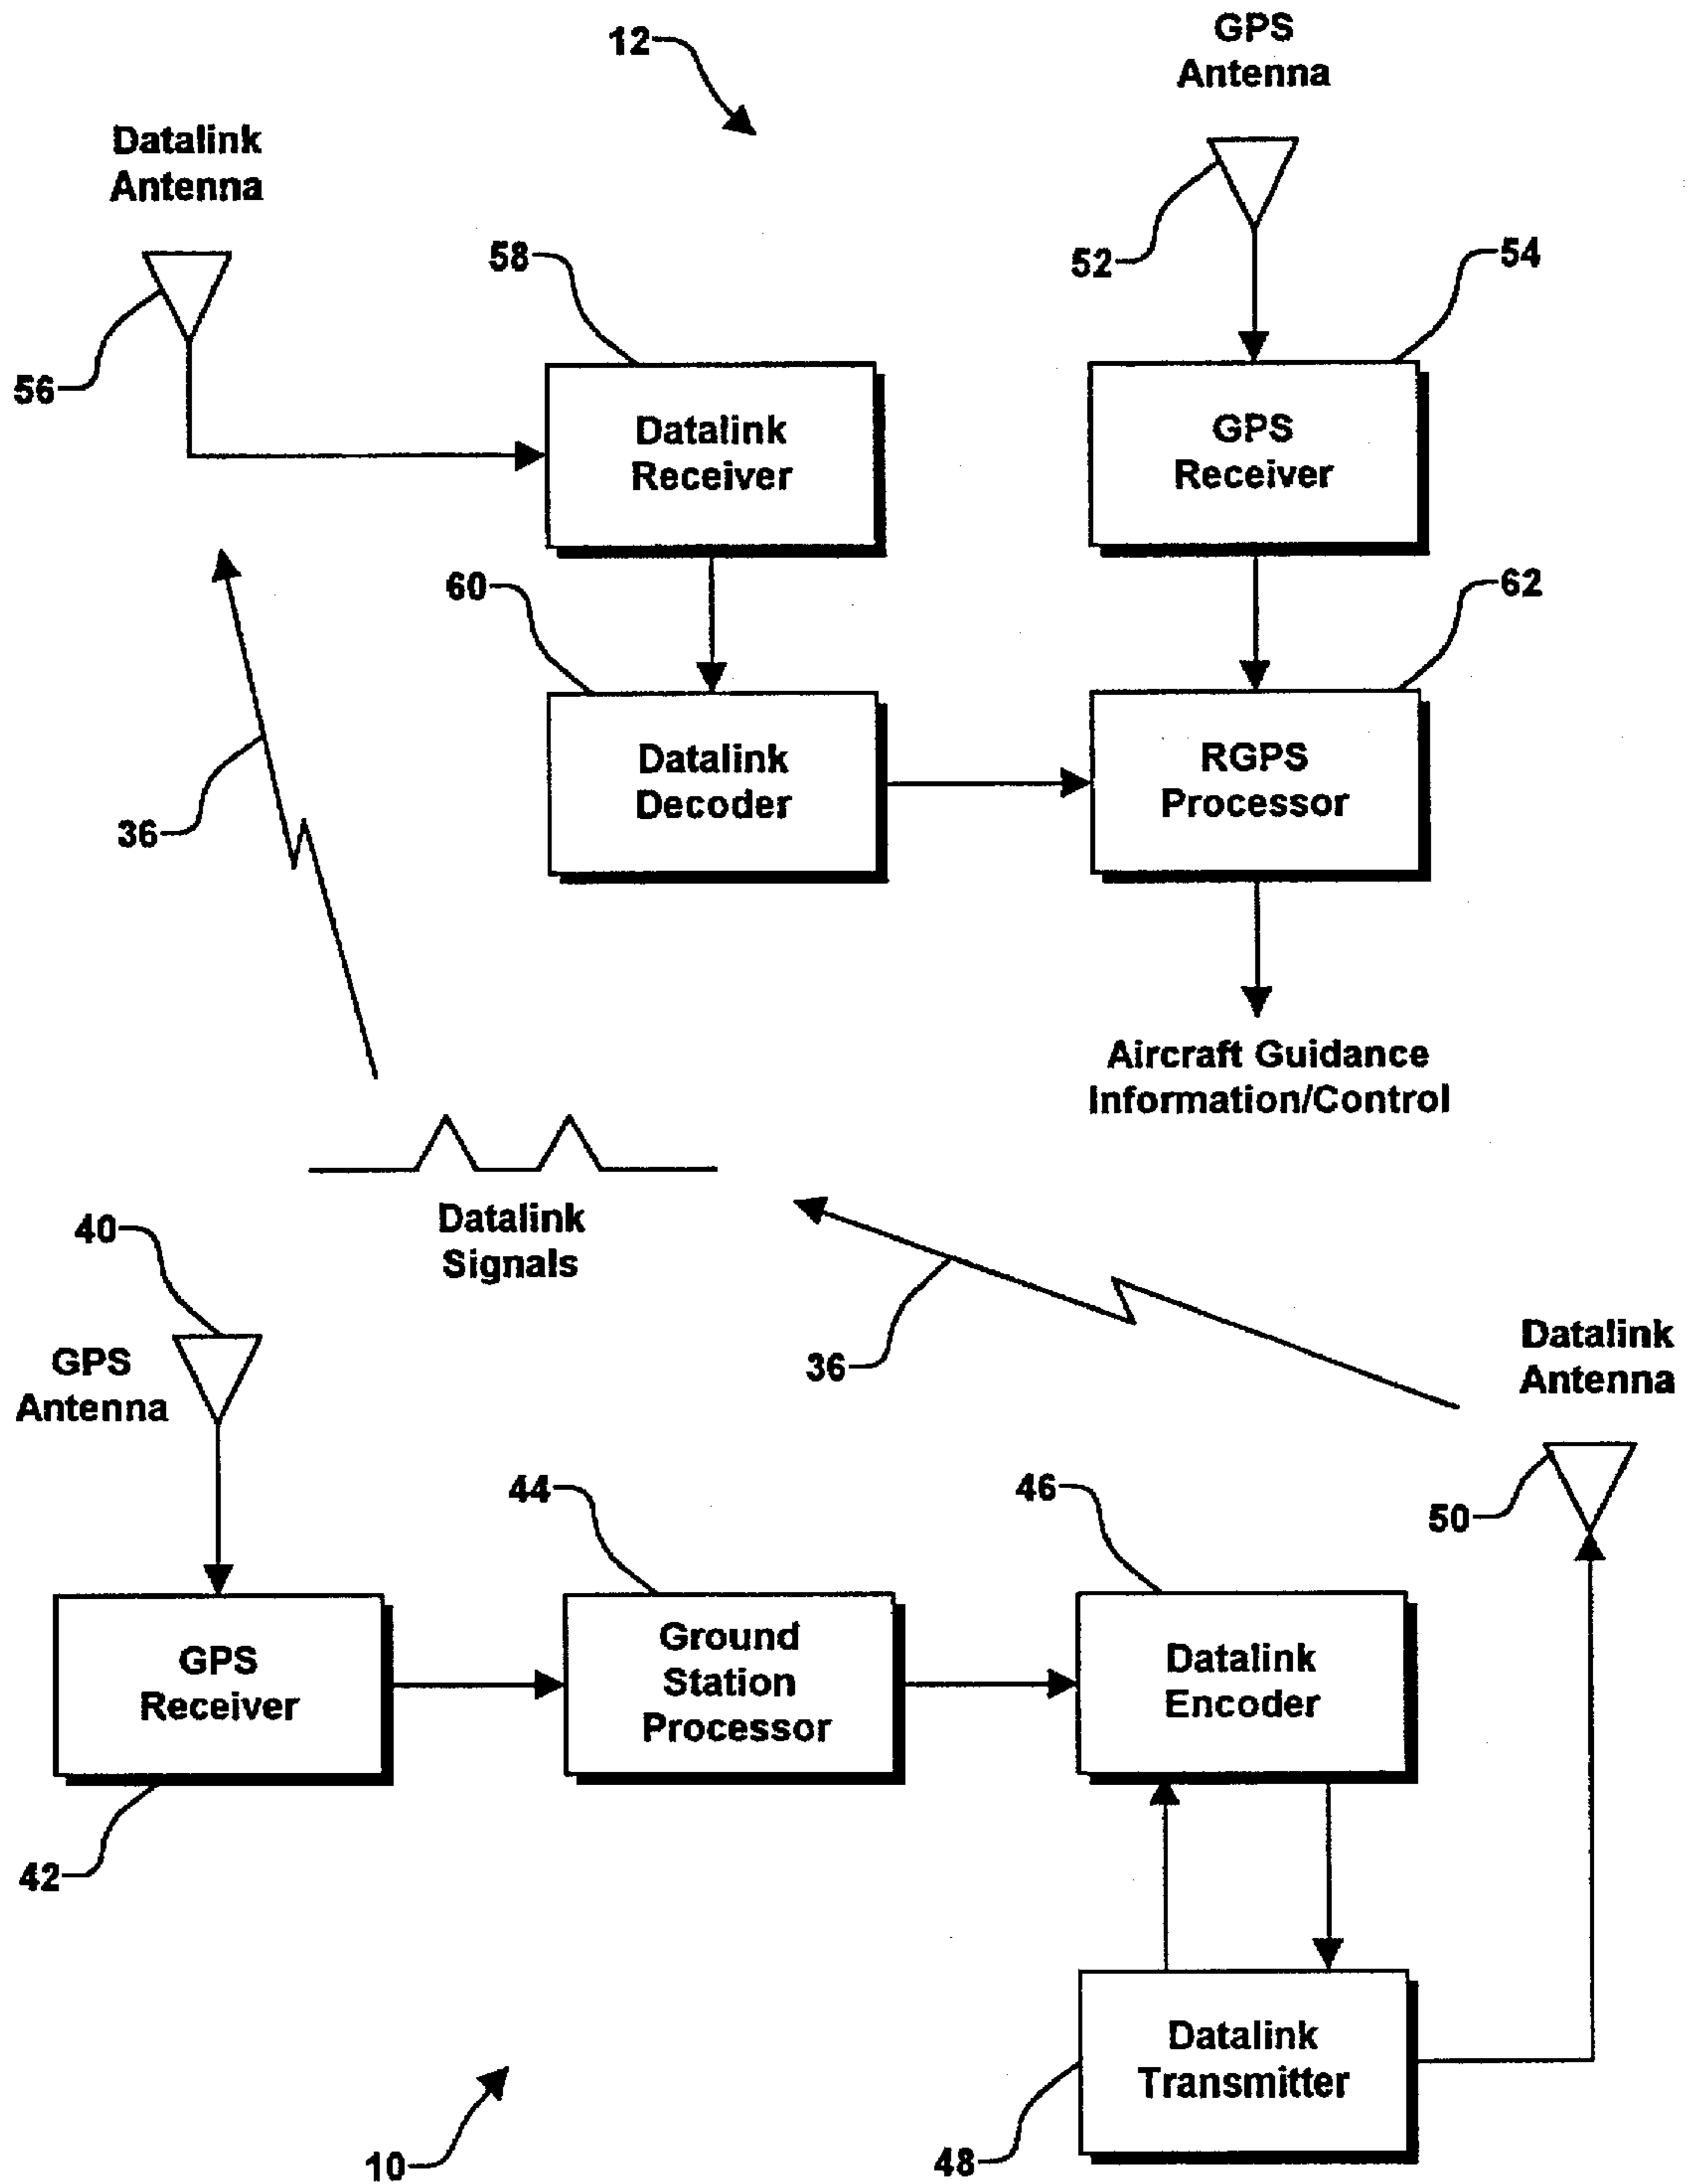 12
GPS
Antenna
Datalink
Antenna
52
54
58
56
Datalink
Receiver
GPS
Receiver
60
62
Datalink
Decoder
RGPS
Processor
36
Aircraft Guidance
Information/Control
Datalink
Signals
40
GPS
Antenna
36
Datalink
Antenna
44
46
50
GPS
Receiver
Ground
Station
Processor
Datalink
Encoder
42
Datalink
Transmitter
48
10